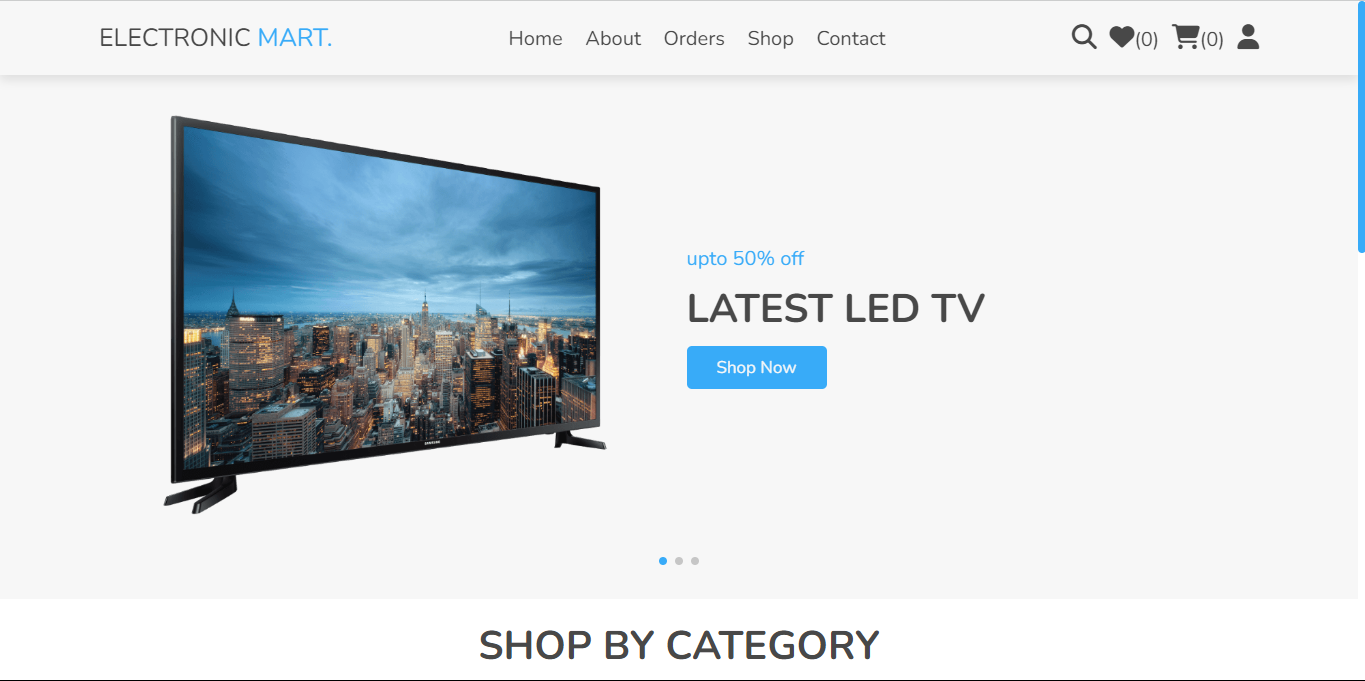 ELECTRONIC MART.
Home About Orders Shop Contact
(0) (0)
upto 50% off
LATEST LED TV
Shop Now
SAMSUNG
SHOP BY CATEGORY